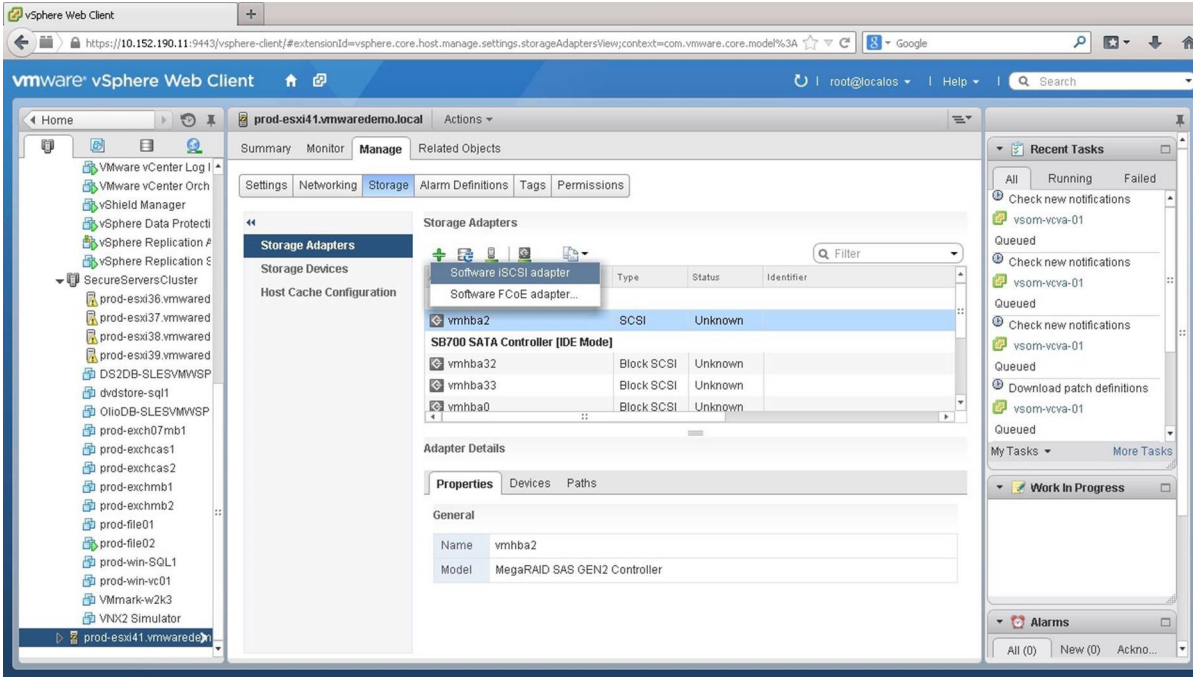 vSphere Web Client
https://10.152.190.11:9443/vsphere-client/#extensionId=vsphere.core.host.manage.settings.storageAdaptersView;context=com.vmware.core.model%3A
Google
vmware® vSphere Web Client
root@localos
Help
Search
Home
VMware vCenter Log I
VMware vCenter Orch
vShield Manager
vSphere Data Protecti
vSphere Replication A
vSphere Replication S
SecureServersCluster
prod-esxi36.vmwared
prod-esxi37.vmwared
prod-esxi38.vmwared
prod-esxi39.vmwared
DS2DB-SLESVMWSP
dvdstore-sql1
OlioDB-SLESVMWSP
prod-exch07mb1
prod-exchcas1
prod-exchcas2
prod-exchmb1
prod-exchmb2
prod-file01
prod-file02
prod-win-SQL1
prod-win-vc01
VMmark-w2k3
VNX2 Simulator
prod-esxi41.vmwaredem
prod-esxi41.vmwaredemo.local Actions
Summary Monitor Manage Related Objects
Settings Networking Storage Alarm Definitions Tags Permissions
Storage Adapters
Storage Devices
Host Cache Configuration
Storage Adapters
Filter
Software iSCSI adapter
Software FCoE adapter...
Type Status Identifier
vmhba2 SCSI Unknown
SB700 SATA Controller [IDE Mode]
vmhba32 Block SCSI Unknown
vmhba33 Block SCSI Unknown
vmhba0 Block SCSI Unknown
Adapter Details
Properties Devices Paths
General
Name vmhba2
Model MegaRAID SAS GEN2 Controller
Recent Tasks
All Running Failed
Check new notifications
vsom-vcva-01
Queued
Check new notifications
vsom-vcva-01
Queued
Check new notifications
vsom-vcva-01
Queued
Download patch definitions
vsom-vcva-01
Queued
My Tasks More Tasks
Work In Progress
Alarms
All (0) New (0) Ackno...